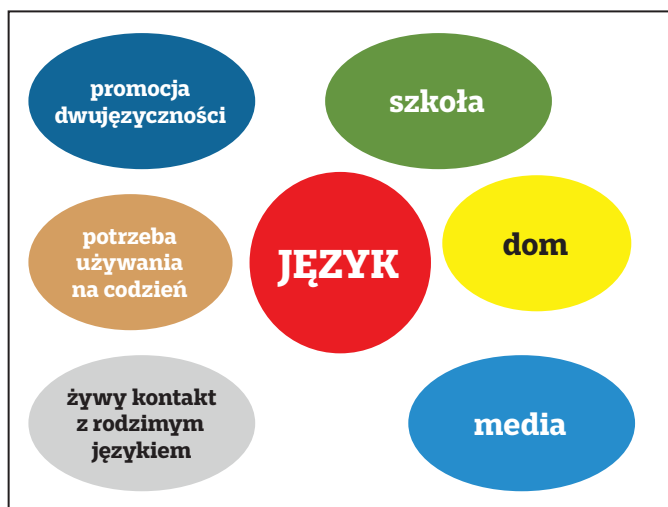 promocja
dwujęzyczności
szkoła
potrzeba
używania
na codzień
JĘZYK
dom
żywy kontakt
z rodzimym
językiem
media